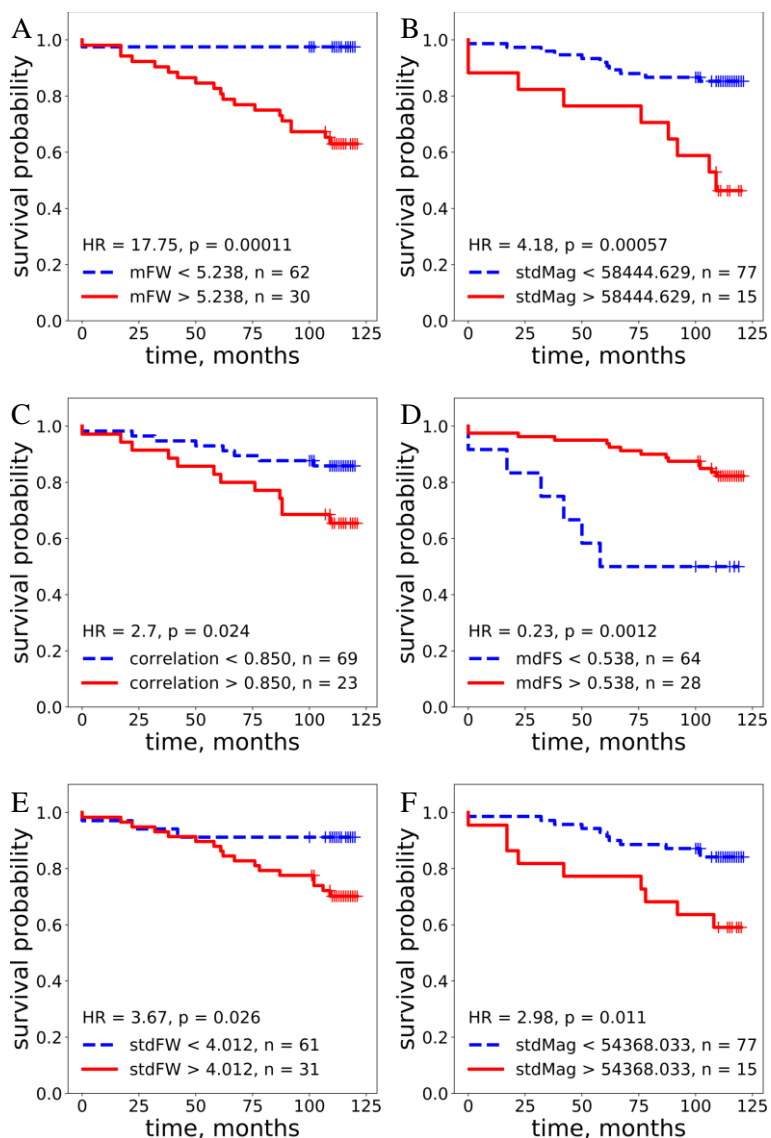 A
survival probability
1.0
0.8
0.6
0.4
0.2
0.0
HR = 17.75, p = 0.00011
mFW < 5.238, n = 62
mFW > 5.238, n = 30
0 25 50 75 100 125
time, months
B
survival probability
1.0
0.8
0.6
0.4
0.2
0.0
HR = 4.18, p = 0.00057
stdMag < 58444.629, n = 77
stdMag > 58444.629, n = 15
0 25 50 75 100 125
time, months
C
survival probability
1.0
0.8
0.6
0.4
0.2
0.0
HR = 2.7, p = 0.024
correlation < 0.850, n = 69
correlation > 0.850, n = 23
0 25 50 75 100 125
time, months
D
survival probability
1.0
0.8
0.6
0.4
0.2
0.0
HR = 0.23, p = 0.0012
mdFS < 0.538, n = 64
mdFS > 0.538, n = 28
0 25 50 75 100 125
time, months
E
survival probability
1.0
0.8
0.6
0.4
0.2
0.0
HR = 3.67, p = 0.026
stdFW < 4.012, n = 61
stdFW > 4.012, n = 31
0 25 50 75 100 125
time, months
F
survival probability
1.0
0.8
0.6
0.4
0.2
0.0
HR = 2.98, p = 0.011
stdMag < 54368.033, n = 77
stdMag > 54368.033, n = 15
0 25 50 75 100 125
time, months